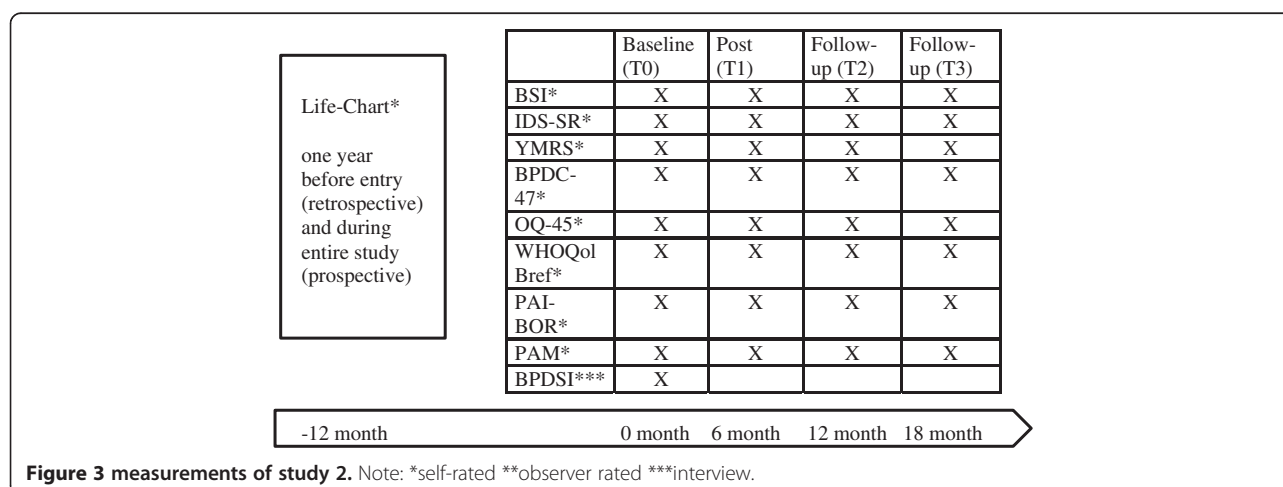 Life-Chart*
one year
before entry
(retrospective)
and during
entire study
(prospective)
Baseline (T0) Post (T1) Follow-up (T2) Follow-up (T3)
BSI* X X X X
IDS-SR* X X X X
YMRS* X X X X
BPDC-47* X X X X
OQ-45* X X X X
WHOQol Bref* X X X X
PAI-BOR* X X X X
PAM* X X X X
BPDSI*** X
-12 month 0 month 6 month 12 month 18 month
Figure 3 measurements of study 2. Note: *self-rated **observer rated ***interview.